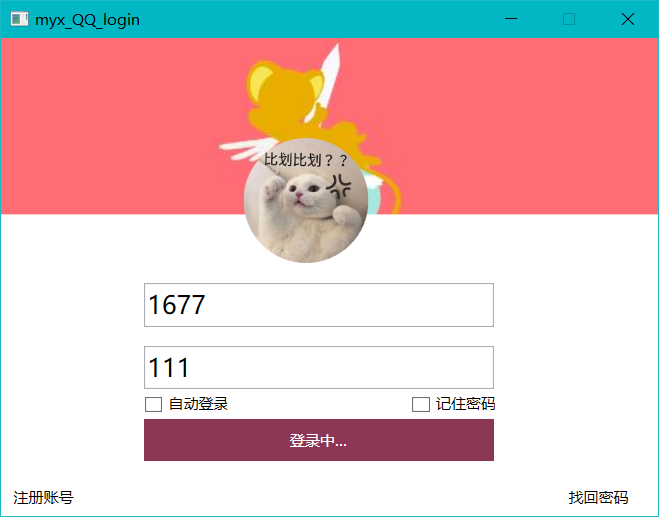 myx_QQ_login
比划比划？？
1677
111
自动登录
记住密码
登录中...
注册账号
找回密码